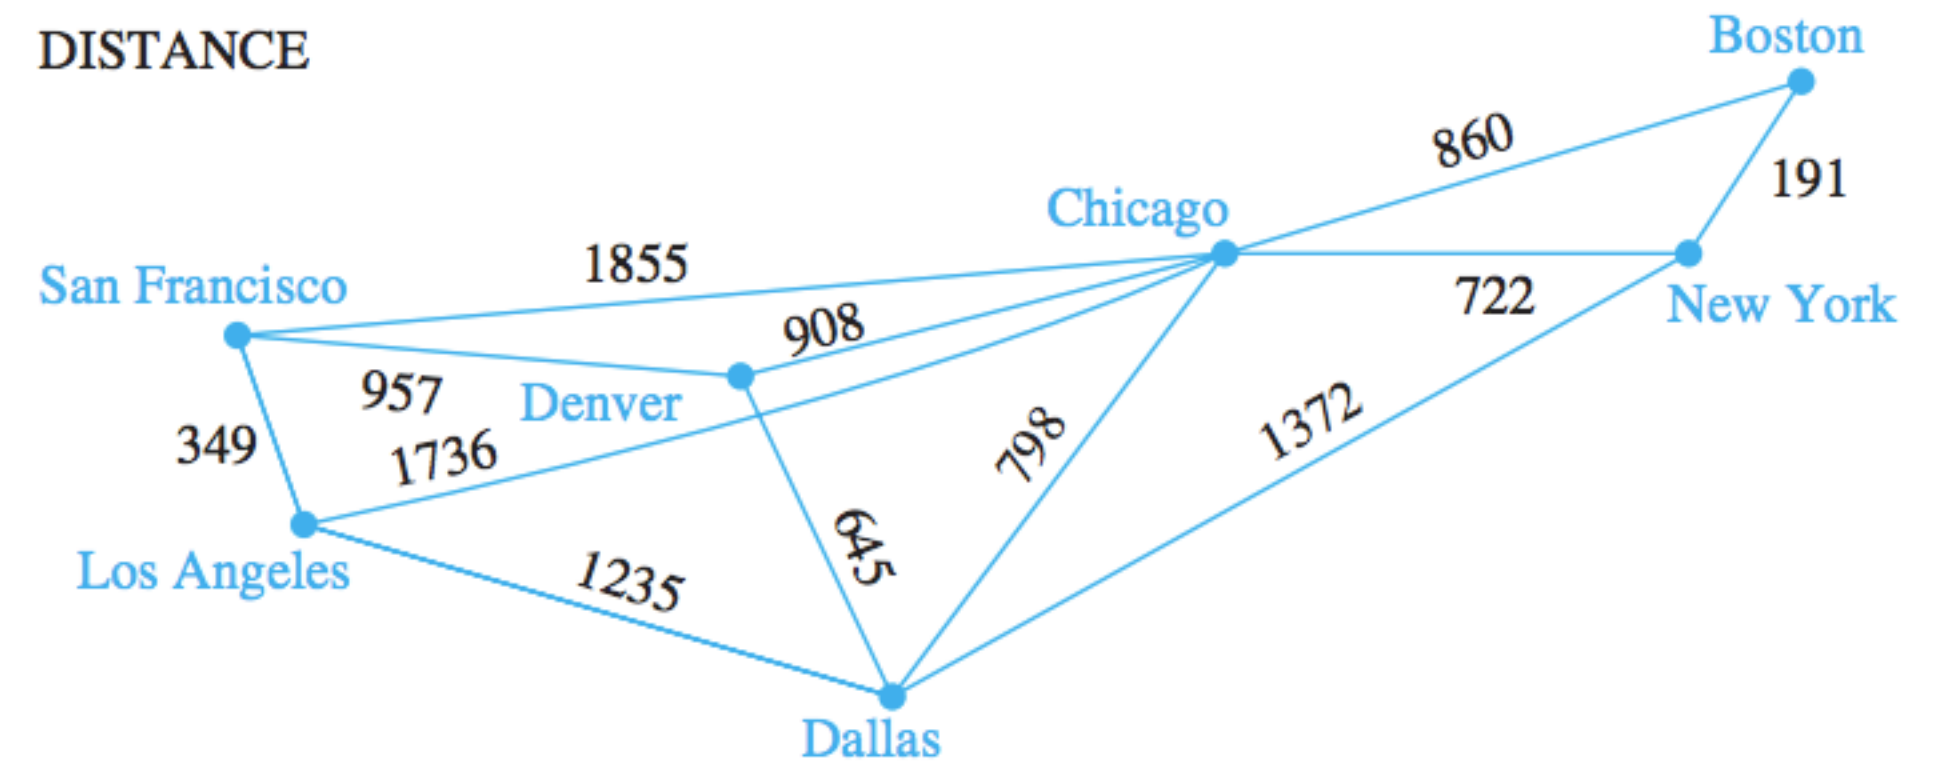 DISTANCE
Boston
860
191
Chicago
1855
San Francisco
908
722
New York
957
Denver
349
1736
798
1372
645
Los Angeles
1235
Dallas